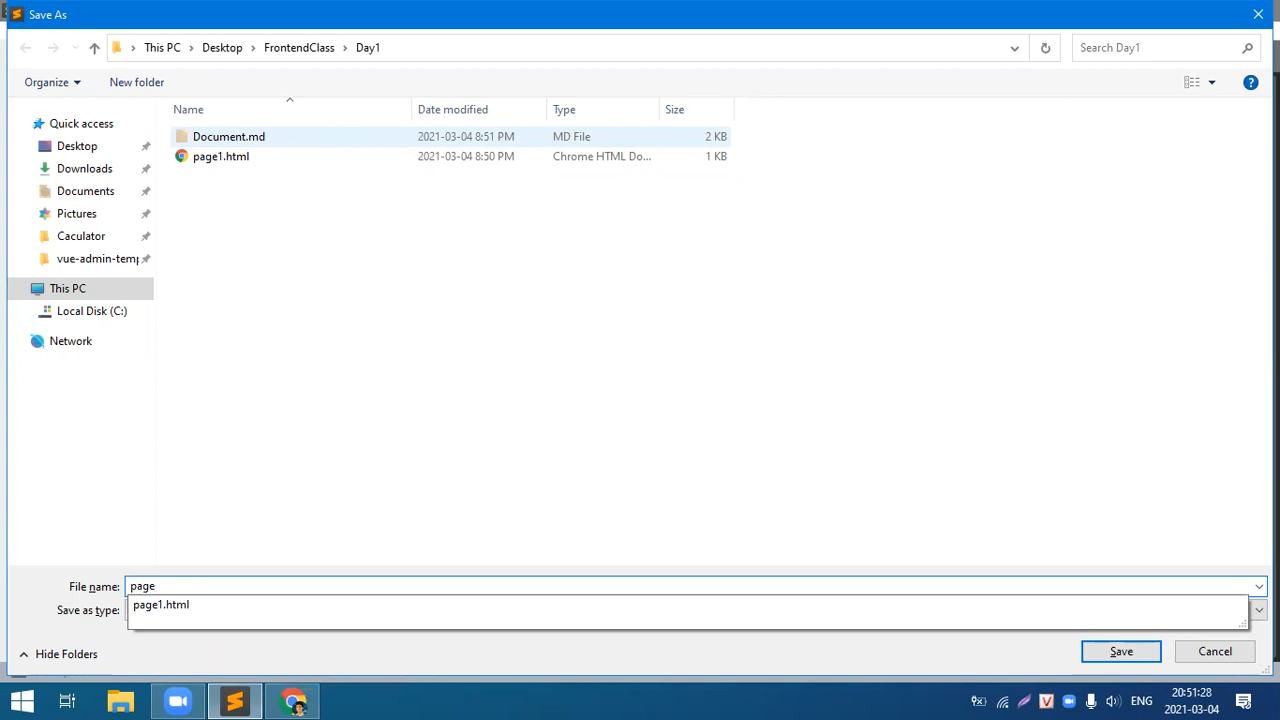 Save As
This PC > Desktop > FrontendClass > Day1
Search Day1
Organize
New folder
Name
Date modified
Type
Size
Quick access
Desktop
Downloads
Documents
Pictures
Caculator
vue-admin-temp
This PC
Local Disk (C:)
Network
Document.md 2021-03-04 8:51 PM MD File 2 KB
page1.html 2021-03-04 8:50 PM Chrome HTML Do... 1 KB
File name: page
page1.html
Save as type:
Hide Folders
Save
Cancel
ENG
20:51:28
2021-03-04